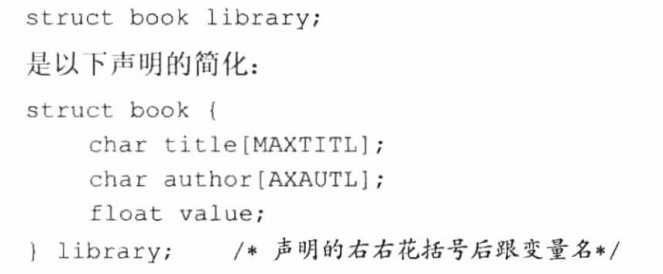 struct book library;
是以下声明的简化：
struct book {
char title[MAXTITL];
char author[AXAUTL];
float value;
} library; /* 声明的右右花括号后跟变量名*/